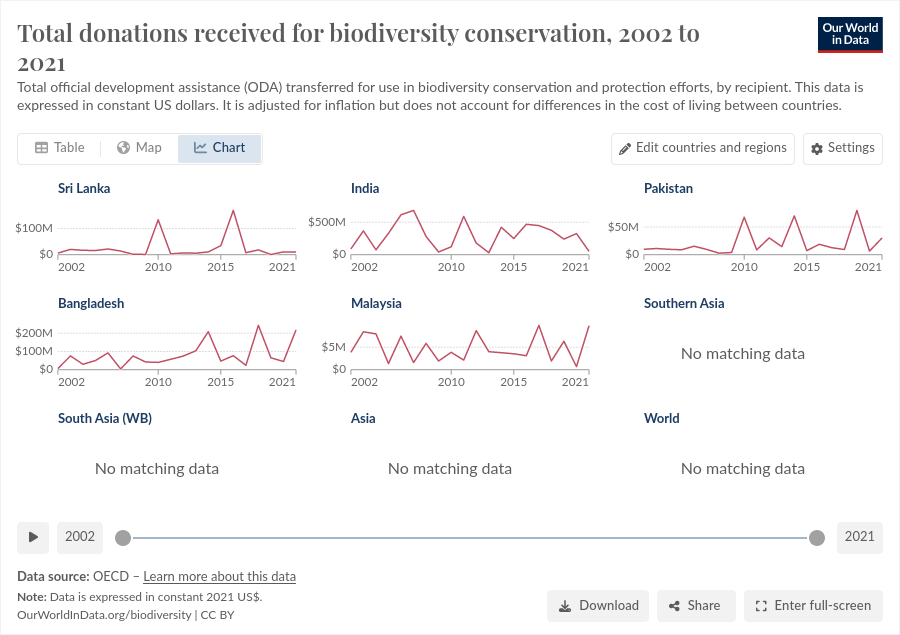 Total donations received for biodiversity conservation, 2002 to
2021
Our World
in Data
Total official development assistance (ODA) transferred for use in biodiversity conservation and protection efforts, by recipient. This data is
expressed in constant US dollars. It is adjusted for inflation but does not account for differences in the cost of living between countries.
Table
Map
Chart
Edit countries and regions
Settings
Sri Lanka
$100M
$0
2002
2010
2015
2021
India
$500M
$0
2002
2010
2015
2021
Pakistan
$50M
$0
2002
2010
2015
2021
Bangladesh
$200M
$100M
$0
2002
2010
2015
2021
Malaysia
$5M
$0
2002
2010
2015
2021
Southern Asia
No matching data
South Asia (WB)
No matching data
Asia
No matching data
World
No matching data
2002
2021
Data source: OECD – Learn more about this data
Note: Data is expressed in constant 2021 US$.
OurWorldInData.org/biodiversity | CC BY
Download
Share
Enter full-screen